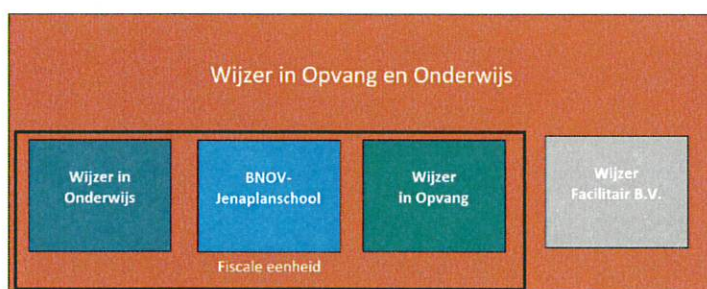 Wijzer in Opvang en Onderwijs
Wijzer in
Onderwijs
BNOV-
Jenaplanschool
Wijzer
in Opvang
Wijzer
Facilitair B.V.
Fiscale eenheid